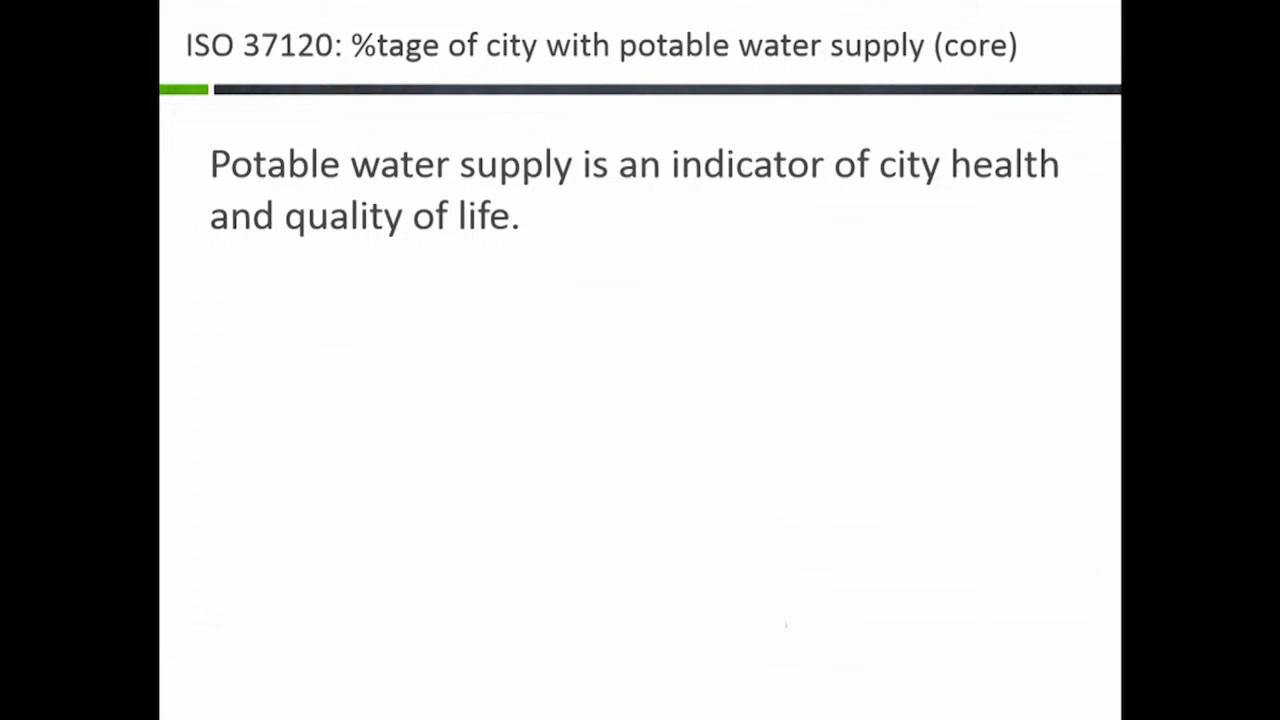 ISO 37120: %tage of city with potable water supply (core)
Potable water supply is an indicator of city health
and quality of life.